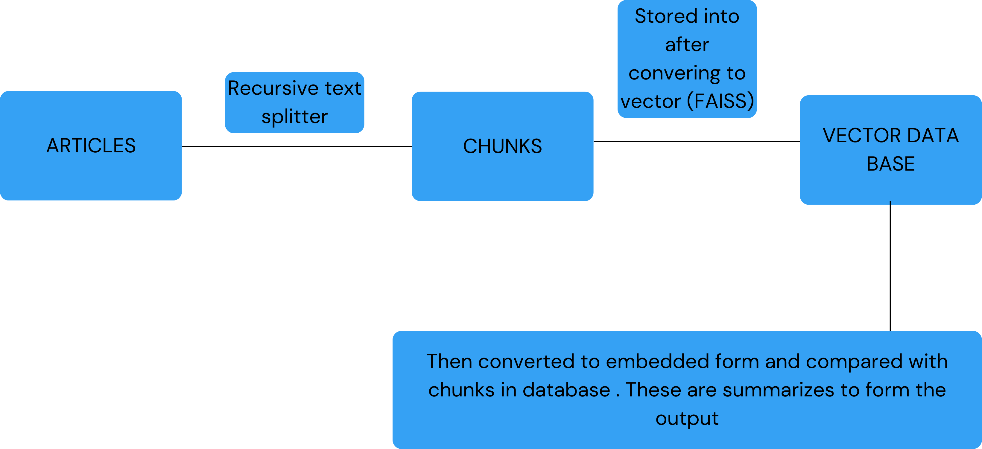 Stored into
after
convering to
vector (FAISS)
Recursive text
splitter
ARTICLES
CHUNKS
VECTOR DATA
BASE
Then converted to embedded form and compared with
chunks in database . These are summarizes to form the
output